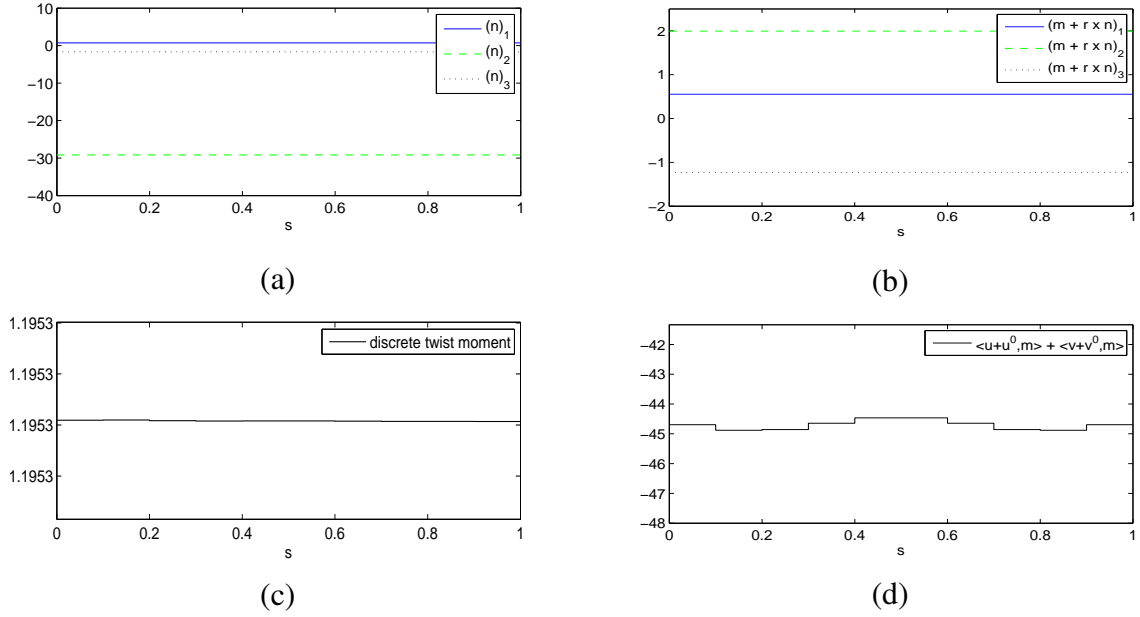 10
0
−10
−20
−30
−40
0 0.2 0.4 0.6 0.8 1
s
(n)1
(n)2
(n)3
(a)
2
1
0
−1
−2
0 0.2 0.4 0.6 0.8 1
s
(m + r x n)1
(m + r x n)2
(m + r x n)3
(b)
1.1953
1.1953
1.1953
1.1953
0 0.2 0.4 0.6 0.8 1
s
discrete twist moment
(c)
−42
−43
−44
−45
−46
−47
−48
0 0.2 0.4 0.6 0.8 1
s
<u+u0,m> + <v+v0,m>
(d)